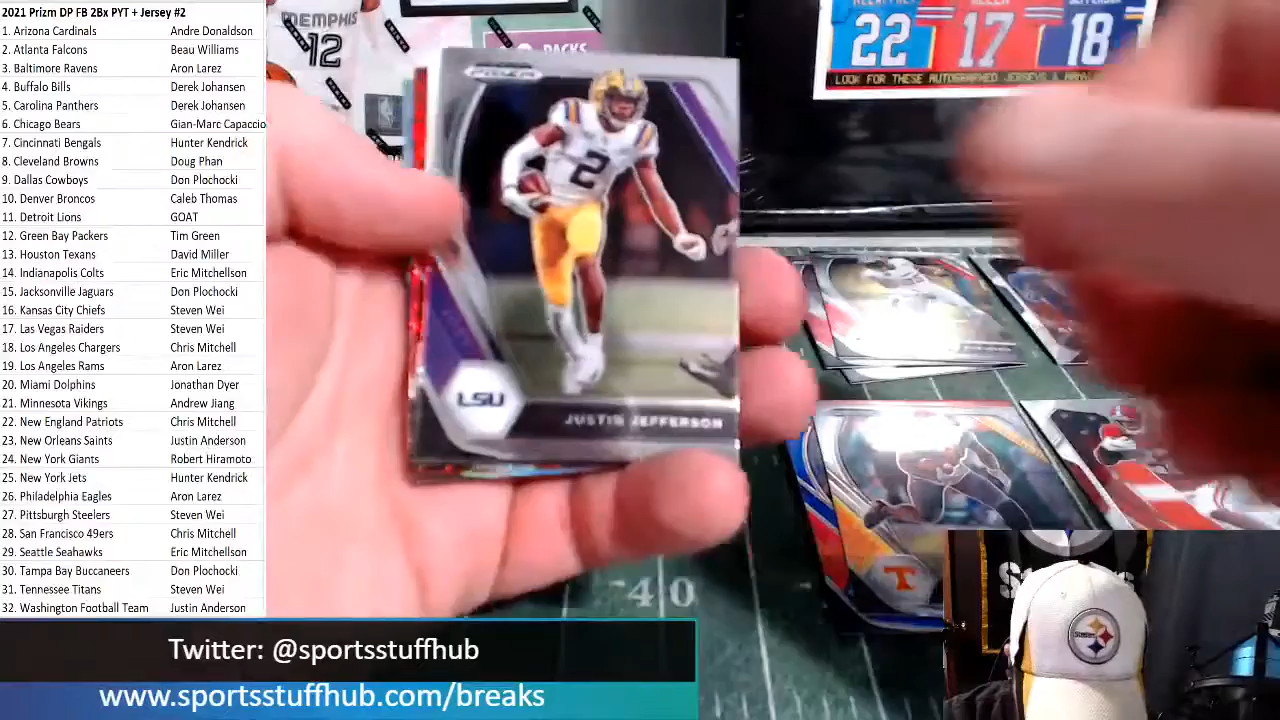 2021 Prizm DP FB 2Bx PYT + Jersey #2
1. Arizona Cardinals Andre Donaldson
2. Atlanta Falcons Beau Williams
3. Baltimore Ravens Aron Larez
4. Buffalo Bills Derek Johansen
5. Carolina Panthers Derek Johansen
6. Chicago Bears Gian-Marc Capaccio
7. Cincinnati Bengals Hunter Kendrick
8. Cleveland Browns Doug Phan
9. Dallas Cowboys Don Plochocki
10. Denver Broncos Caleb Thomas
11. Detroit Lions GOAT
12. Green Bay Packers Tim Green
13. Houston Texans David Miller
14. Indianapolis Colts Eric Mitchellson
15. Jacksonville Jaguars Don Plochocki
16. Kansas City Chiefs Steven Wei
17. Las Vegas Raiders Steven Wei
18. Los Angeles Chargers Chris Mitchell
19. Los Angeles Rams Aron Larez
20. Miami Dolphins Jonathan Dyer
21. Minnesota Vikings Andrew Jiang
22. New England Patriots Chris Mitchell
23. New Orleans Saints Justin Anderson
24. New York Giants Robert Hiramoto
25. New York Jets Hunter Kendrick
26. Philadelphia Eagles Aron Larez
27. Pittsburgh Steelers Steven Wei
28. San Francisco 49ers Chris Mitchell
29. Seattle Seahawks Eric Mitchellson
30. Tampa Bay Buccaneers Don Plochocki
31. Tennessee Titans Steven Wei
32. Washington Football Team Justin Anderson
MEMPHIS
12
PACKS
22 17 18
LOOK FOR THESE AUTOGRAPHED JERSEYS &
PRIZM
2
LSU
JUSTIN JEFFERSON
T
40
Steelers
Twitter: @sportsstuffhub
www.sportsstuffhub.com/breaks